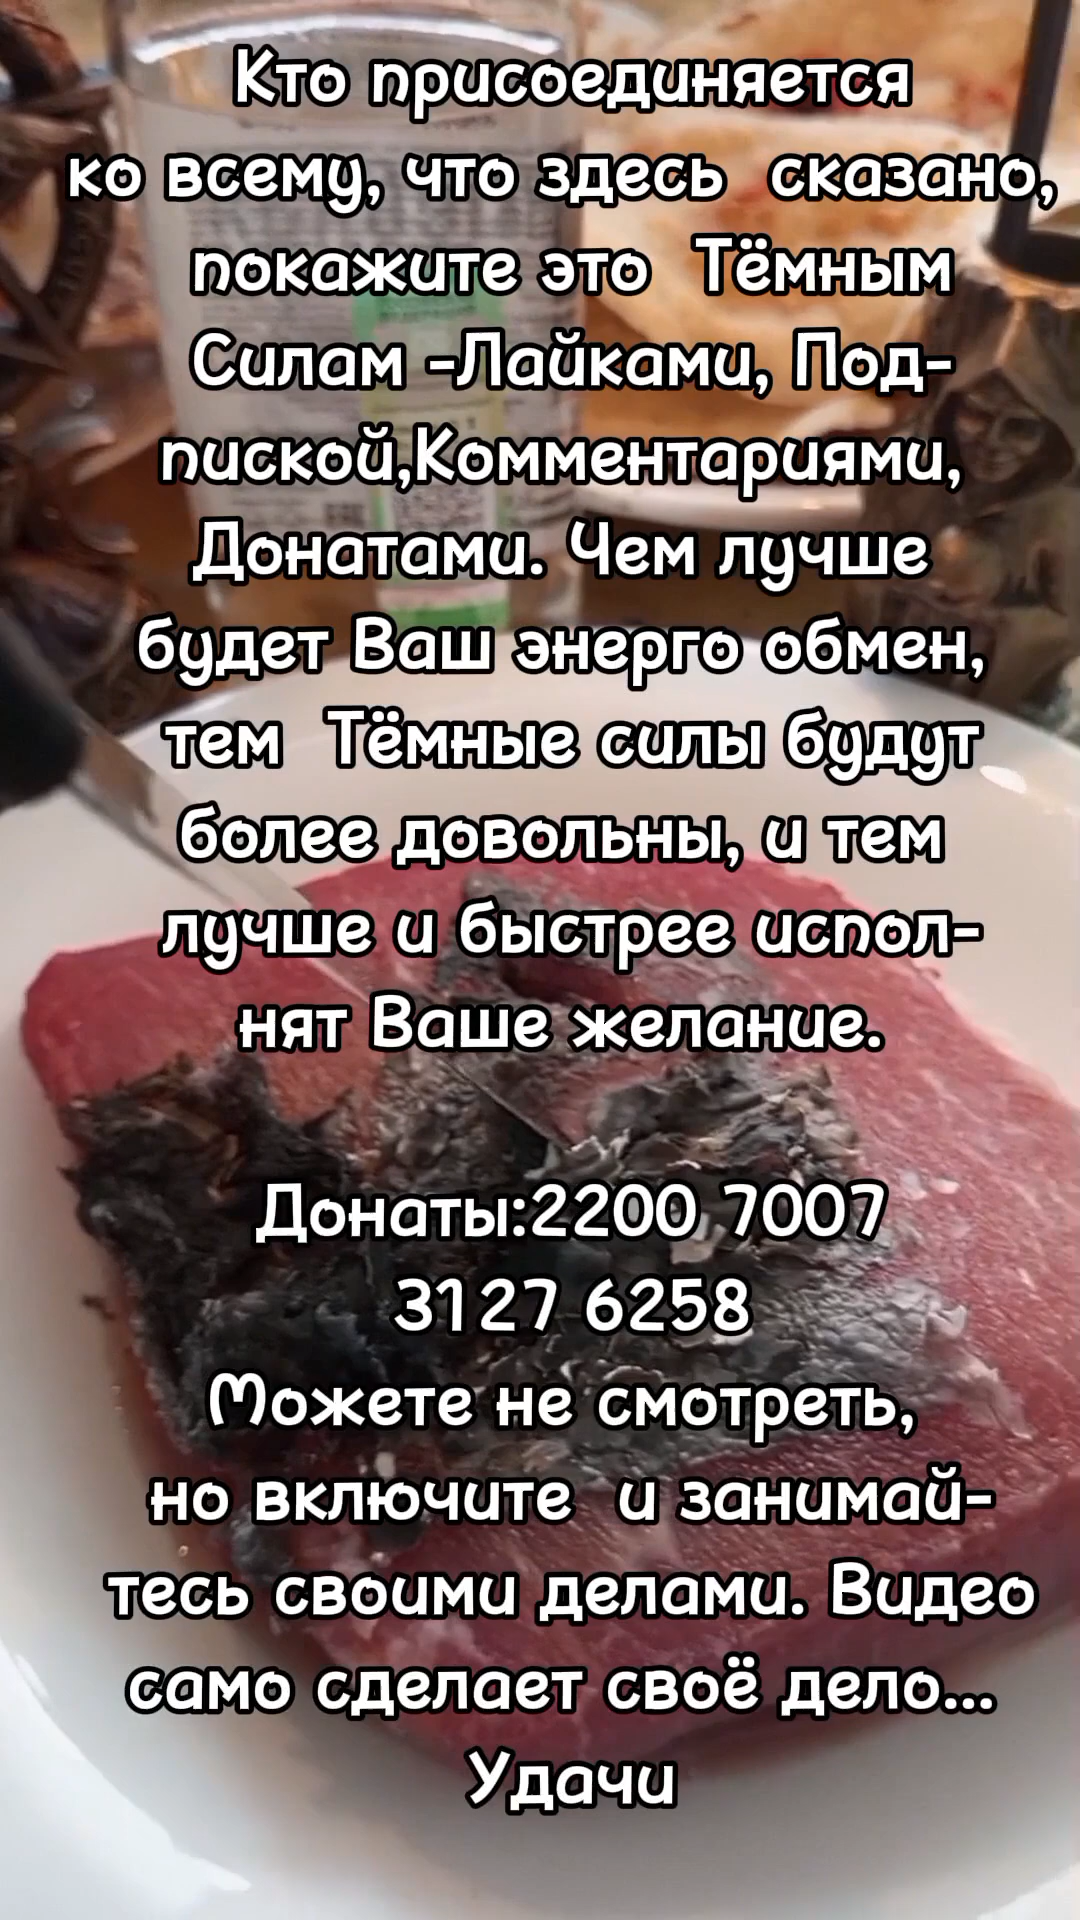 Кто присоединяется
ко всему, что здесь сказано,
покажите это Тёмным
Силам -Лайками, Под-
пиской,Комментариями,
Донатами. Чем лучше
будет Ваш энерго обмен,
тем Тёмные силы будут
более довольны, и тем
лучше и быстрее испол-
нят Ваше желание.
Донаты:2200 7007
3127 6258
Можете не смотреть,
но включите и занимай-
тесь своими делами. Видео
само сделает своё дело...
Удачи